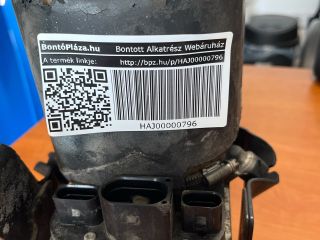 BontóPláza.hu Bontott Alkatrész Webáruház
A termék linkje: http://bpz.hu/p/HAJ00000796
HAJ00000796